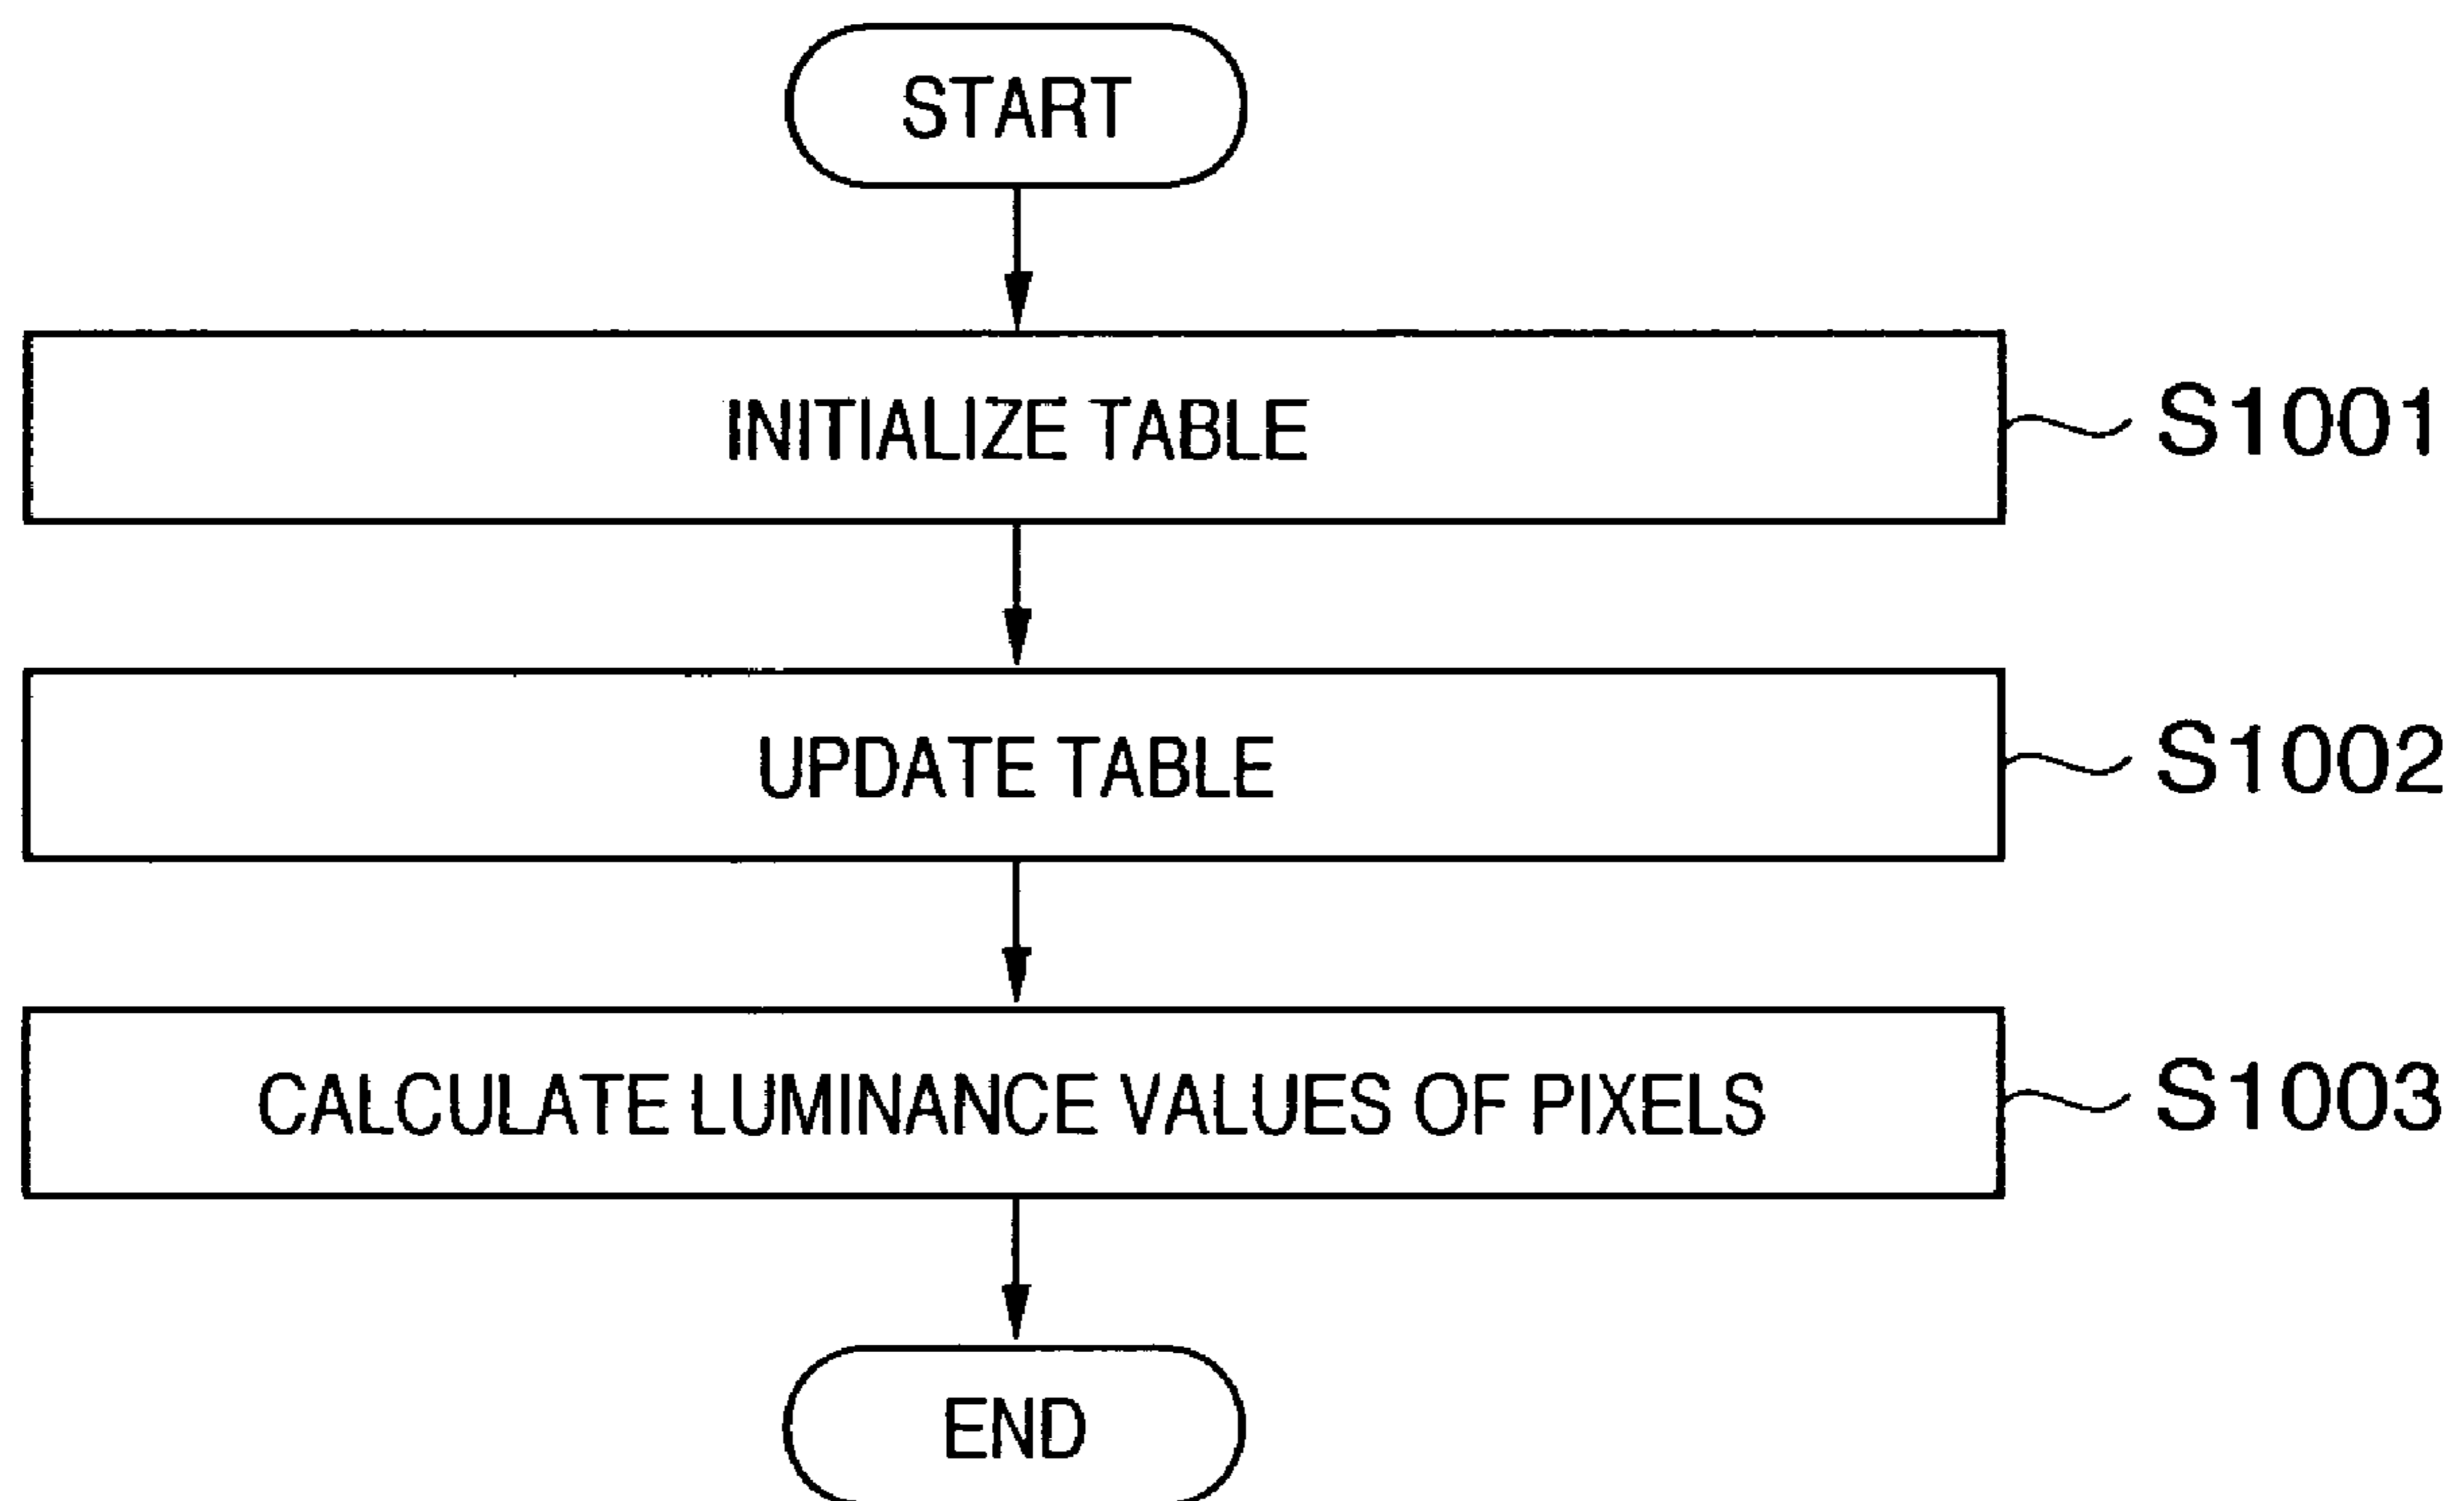 START
INITIALIZE TABLE
S1001
UPDATE TABLE
S1002
CALCULATE LUMINANCE VALUES OF PIXELS
S1003
END